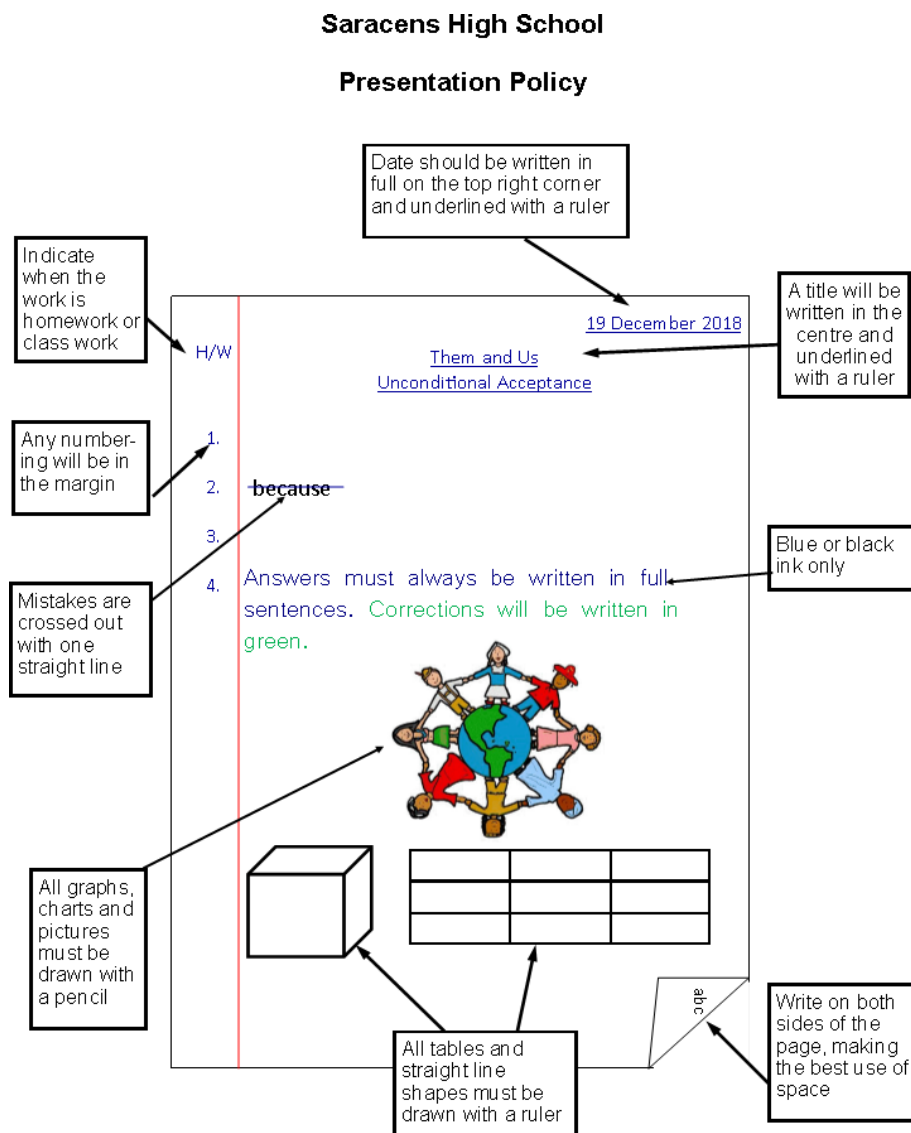 Saracens High School
Presentation Policy
Date should be written in
full on the top right corner
and underlined with a ruler
Indicate
when the
work is
homework or
class work
A title will be
written in the
centre and
underlined
with a ruler
19 December 2018
H/W
Them and Us
Unconditional Acceptance
Any number-
ing will be in
the margin
1.
2.
because
3.
4.
Answers must always be written in full
sentences. Corrections will be written in
green.
Blue or black
ink only
Mistakes are
crossed out
with one
straight line
All graphs,
charts and
pictures
must be
drawn with
a pencil
All tables and
straight line
shapes must be
drawn with a ruler
abc
Write on both
sides of the
page, making
the best use of
space